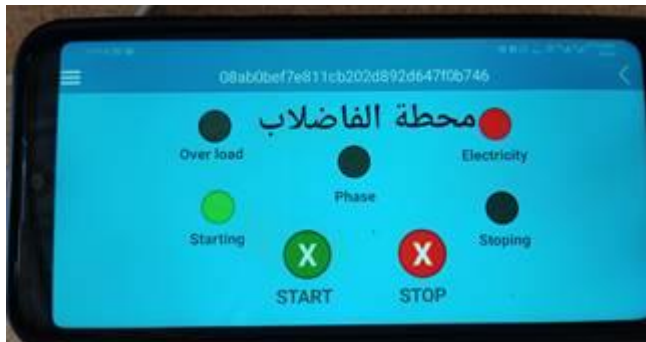 08ab0bef7e811cb202d892d647f0b746
محطة الفاضلاب
Over load
Electricity
Phase
Starting
Stoping
X
X
START
STOP